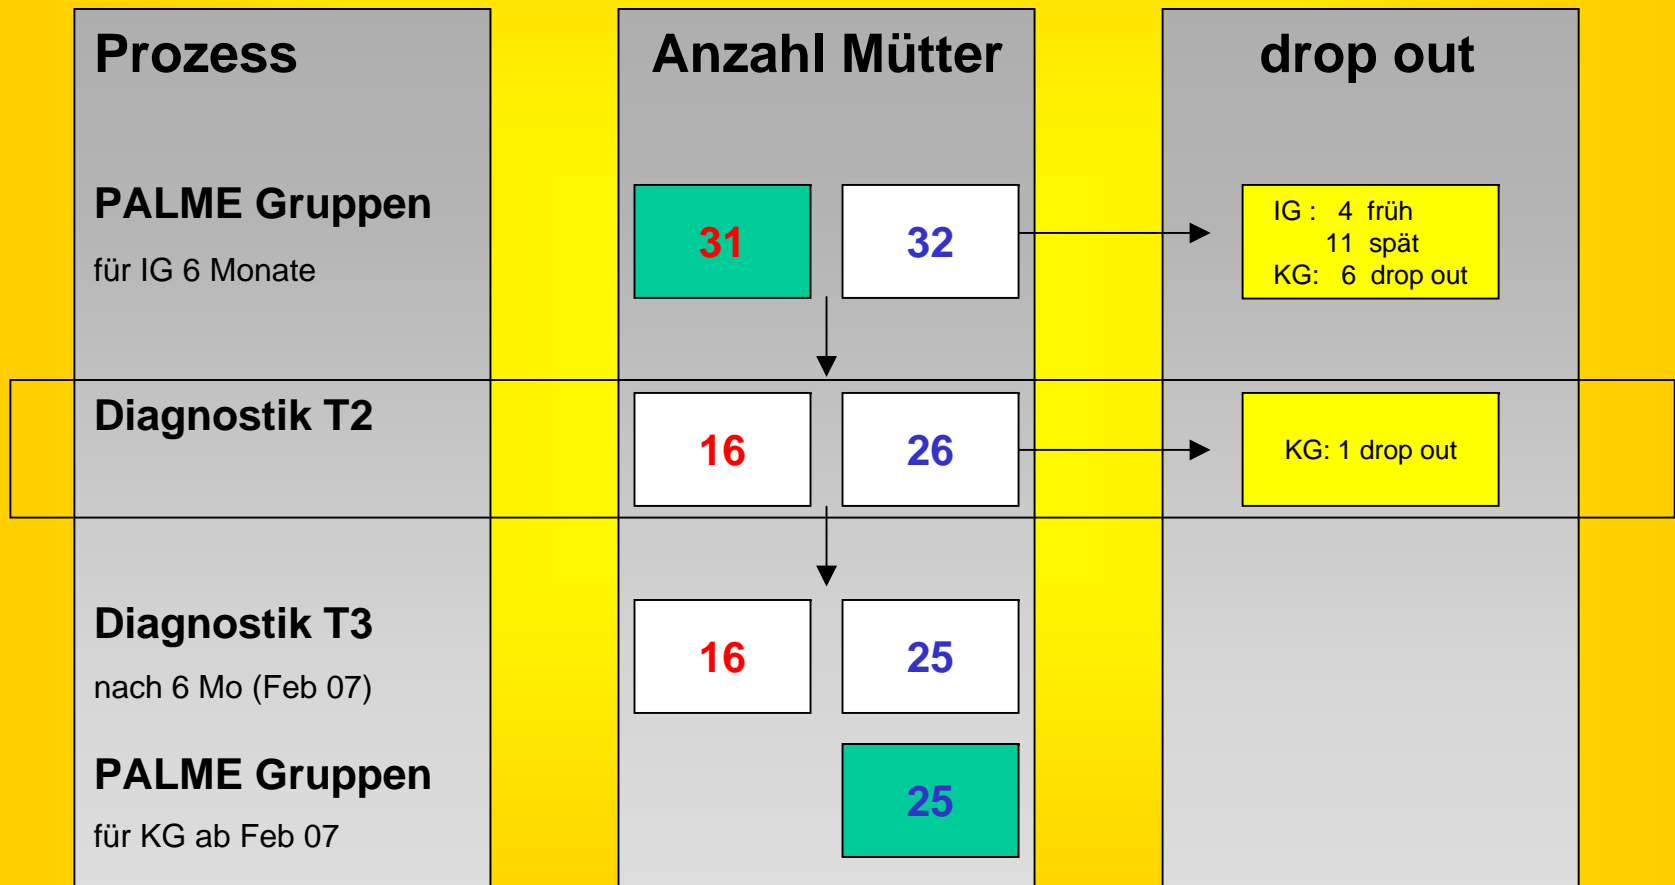 Prozess
Anzahl Mütter
drop out
PALME Gruppen
für IG 6 Monate
31
32
IG : 4 früh
11 spät
KG: 6 drop out
Diagnostik T2
16
26
KG: 1 drop out
Diagnostik T3
nach 6 Mo (Feb 07)
16
25
PALME Gruppen
für KG ab Feb 07
25